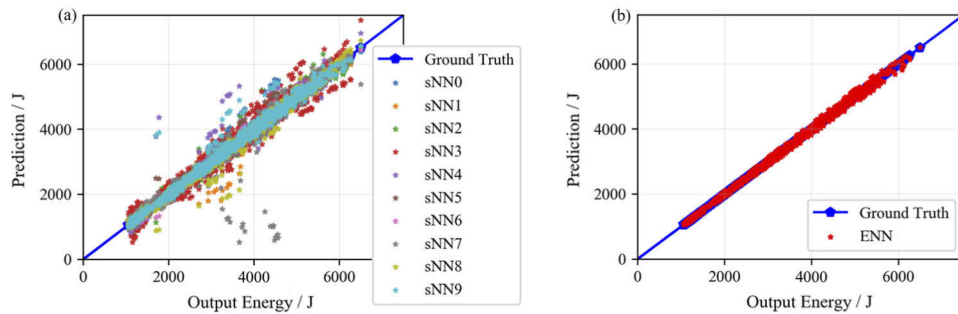 (a)
8000
6000
4000
2000
0
Prediction / J
0
2000
4000
6000
Output Energy / J
Ground Truth
sNN0
sNN1
sNN2
sNN3
sNN4
sNN5
sNN6
sNN7
sNN8
sNN9
(b)
6000
4000
2000
0
Prediction / J
0
2000
4000
6000
Output Energy / J
Ground Truth
ENN